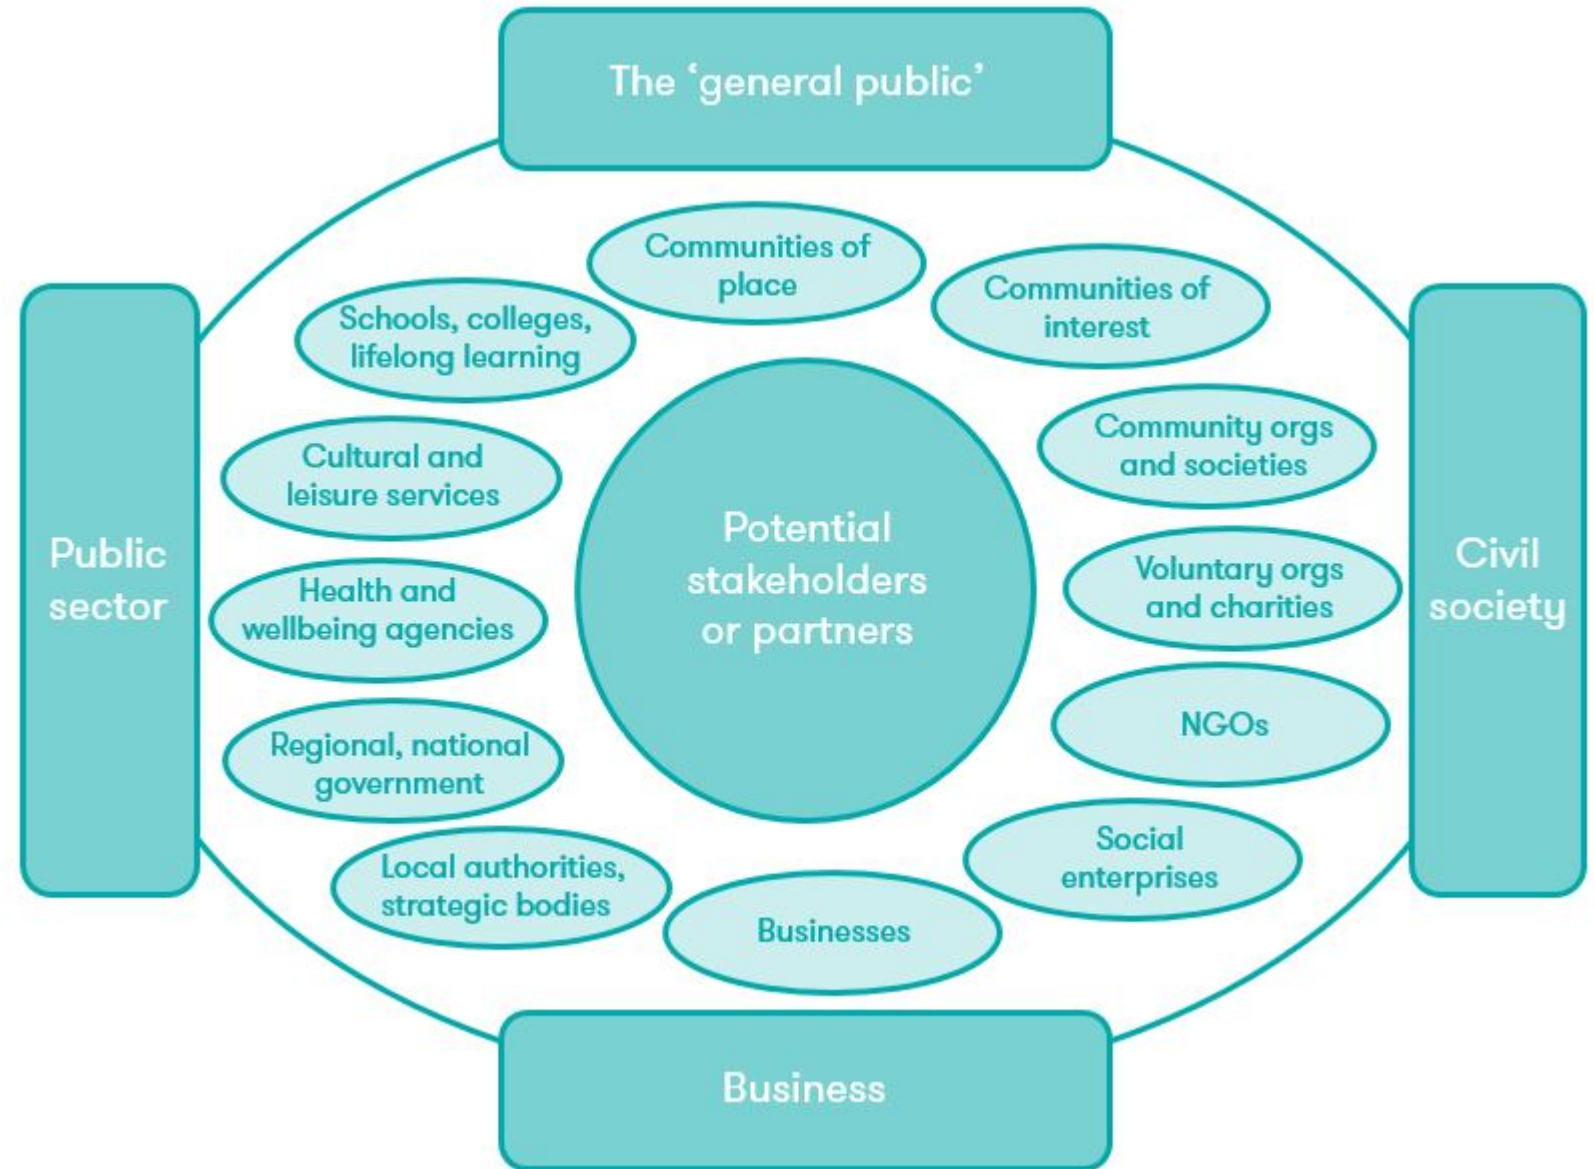 The ‘general public’
Communities of
place
Communities of
interest
Schools, colleges,
lifelong learning
Community orgs
and societies
Cultural and
leisure services
Potential
stakeholders
or partners
Public
sector
Civil
society
Voluntary orgs
and charities
Health and
wellbeing agencies
NGOs
Regional, national
government
Social
enterprises
Local authorities,
strategic bodies
Businesses
Business